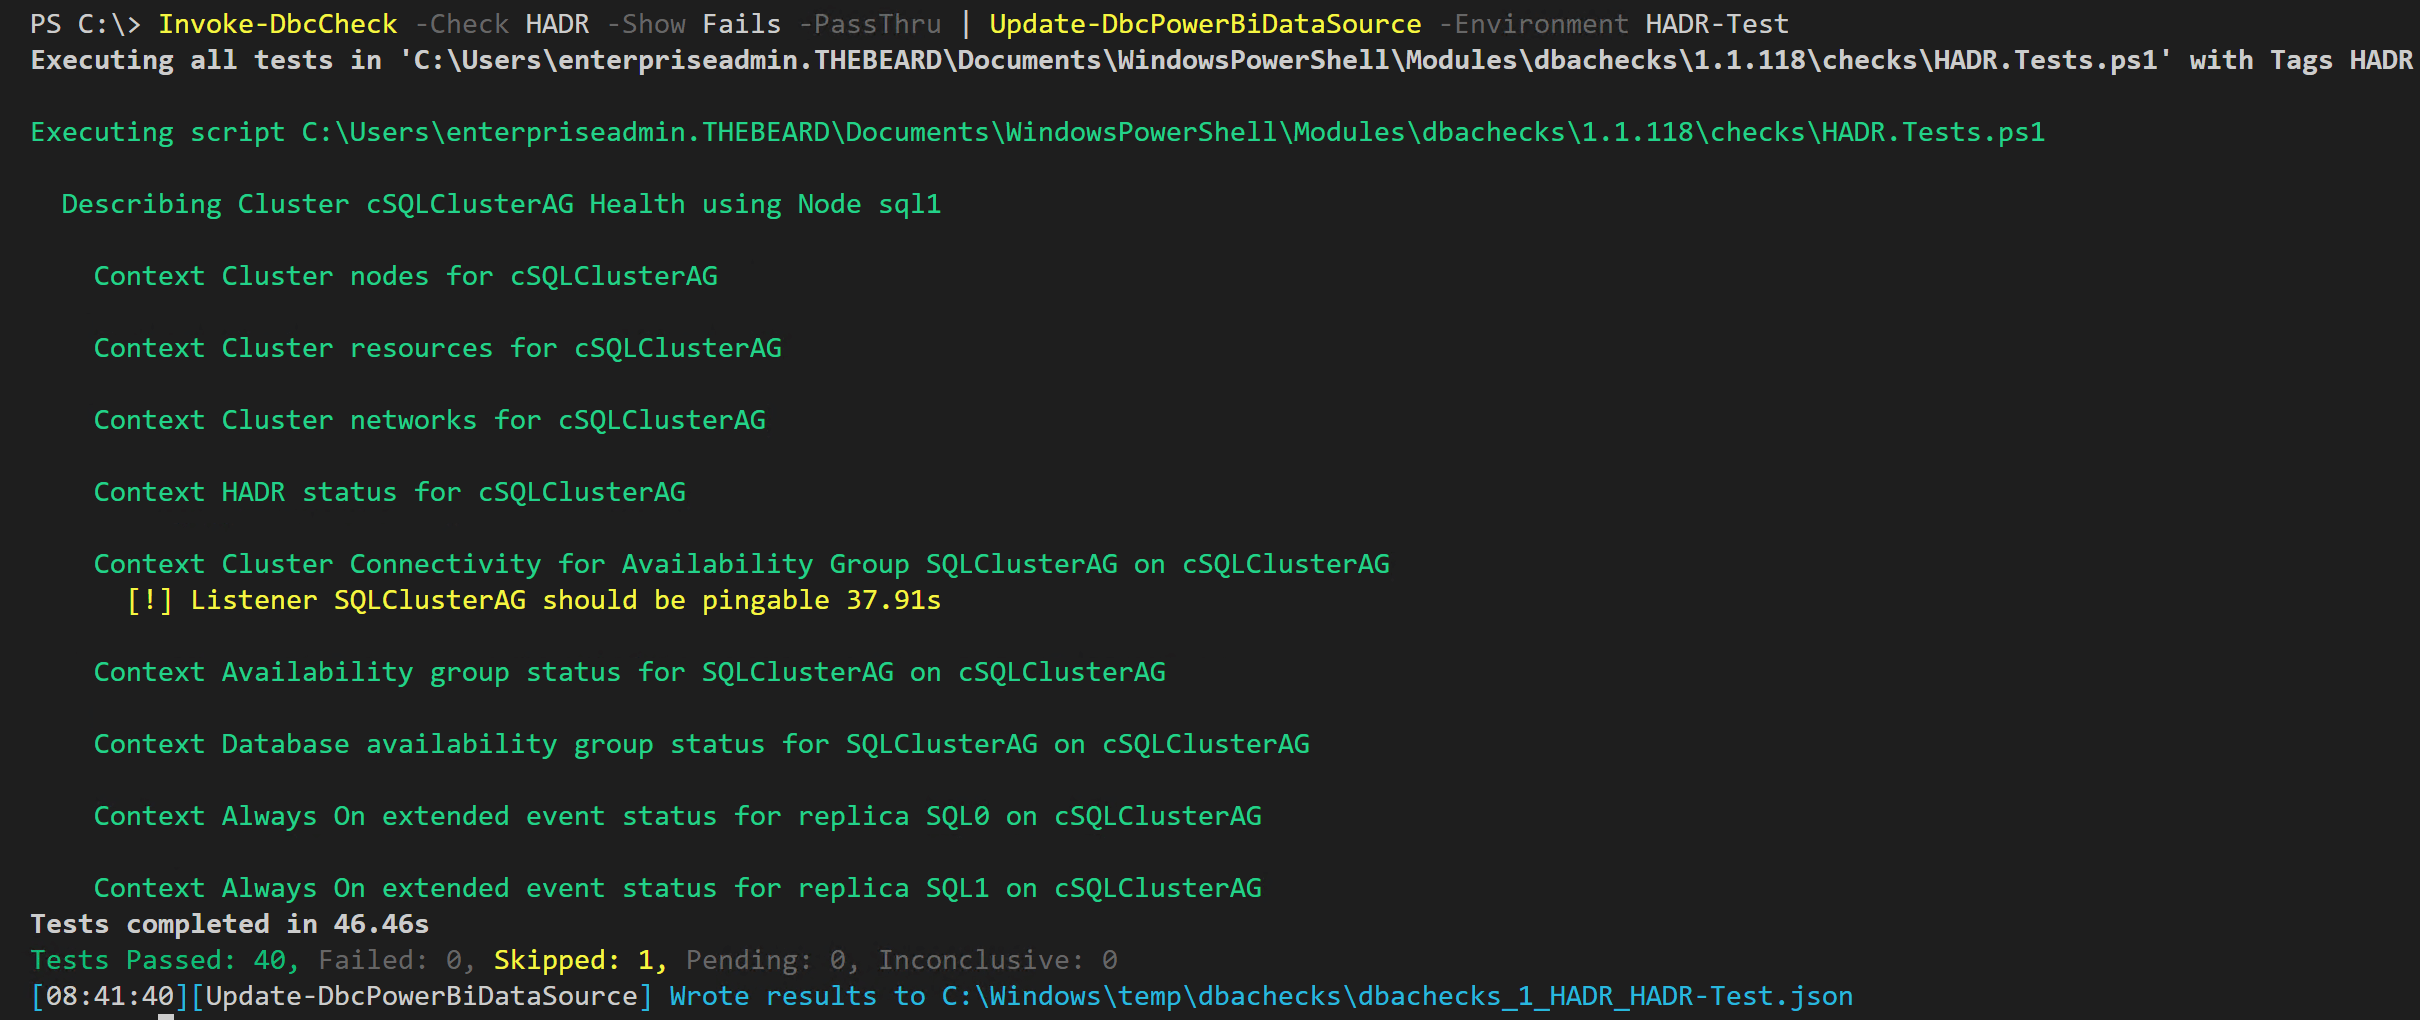 PS C:\> Invoke-DbcCheck -Check HADR -Show Fails -PassThru | Update-DbcPowerBiDataSource -Environment HADR-Test
Executing all tests in 'C:\Users\enterpriseadmin.THEBEARD\Documents\WindowsPowerShell\Modules\dbachecks\1.1.118\checks\HADR.Tests.ps1' with Tags HADR
Executing script C:\Users\enterpriseadmin.THEBEARD\Documents\WindowsPowerShell\Modules\dbachecks\1.1.118\checks\HADR.Tests.ps1
Describing Cluster cSQLClusterAG Health using Node sql1
Context Cluster nodes for cSQLClusterAG
Context Cluster resources for cSQLClusterAG
Context Cluster networks for cSQLClusterAG
Context HADR status for cSQLClusterAG
Context Cluster Connectivity for Availability Group SQLClusterAG on cSQLClusterAG
[!] Listener SQLClusterAG should be pingable 37.91s
Context Availability group status for SQLClusterAG on cSQLClusterAG
Context Database availability group status for SQLClusterAG on cSQLClusterAG
Context Always On extended event status for replica SQL0 on cSQLClusterAG
Context Always On extended event status for replica SQL1 on cSQLClusterAG
Tests completed in 46.46s
Tests Passed: 40, Failed: 0, Skipped: 1, Pending: 0, Inconclusive: 0
[08:41:40][Update-DbcPowerBiDataSource] Wrote results to C:\Windows\temp\dbachecks\dbachecks_1_HADR_HADR-Test.json